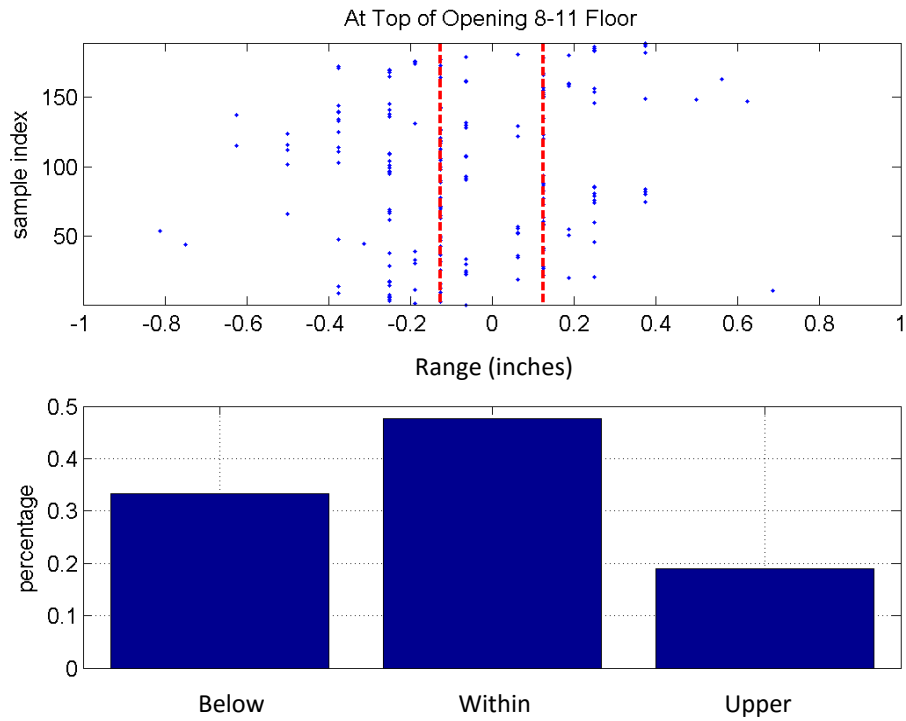 At Top of Opening 8-11 Floor
sample index
150
100
50
-1 -0.8 -0.6 -0.4 -0.2 0 0.2 0.4 0.6 0.8 1
Range (inches)
percentage
0.5
0.4
0.3
0.2
0.1
0
Below Within Upper